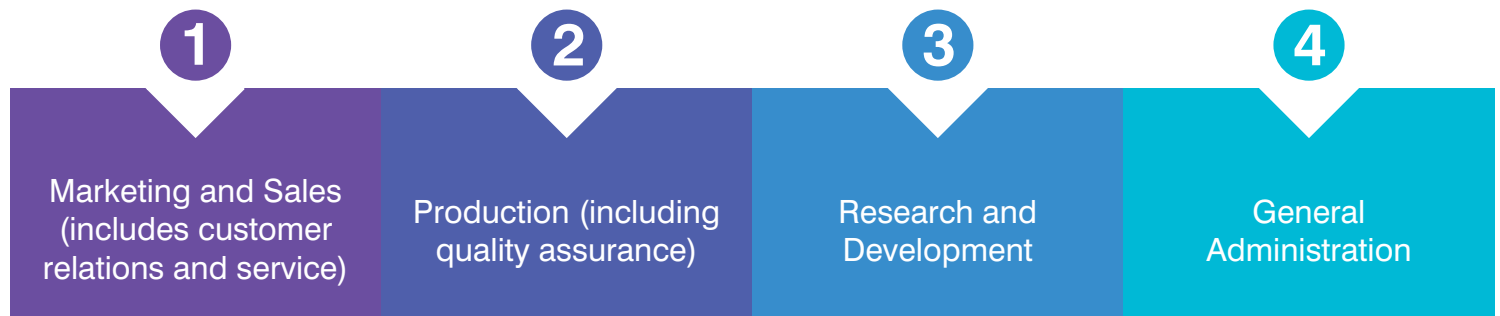 1
Marketing and Sales
(includes customer
relations and service)
2
Production (including
quality assurance)
3
Research and
Development
4
General
Administration